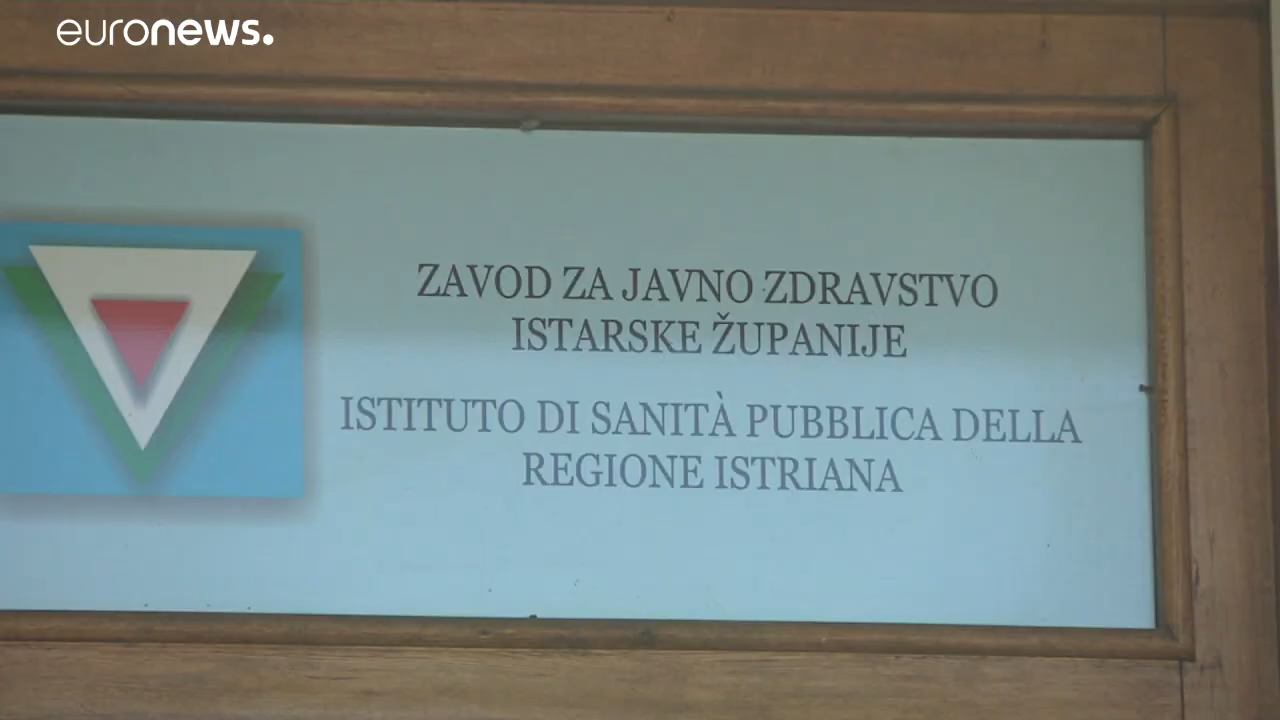 euronews.
ZAVOD ZA JAVNO ZDRAVSTVO
ISTARSKE ŽUPANIJE
ISTITUTO DI SANITÀ PUBBLICA DELLA
REGIONE ISTRIANA